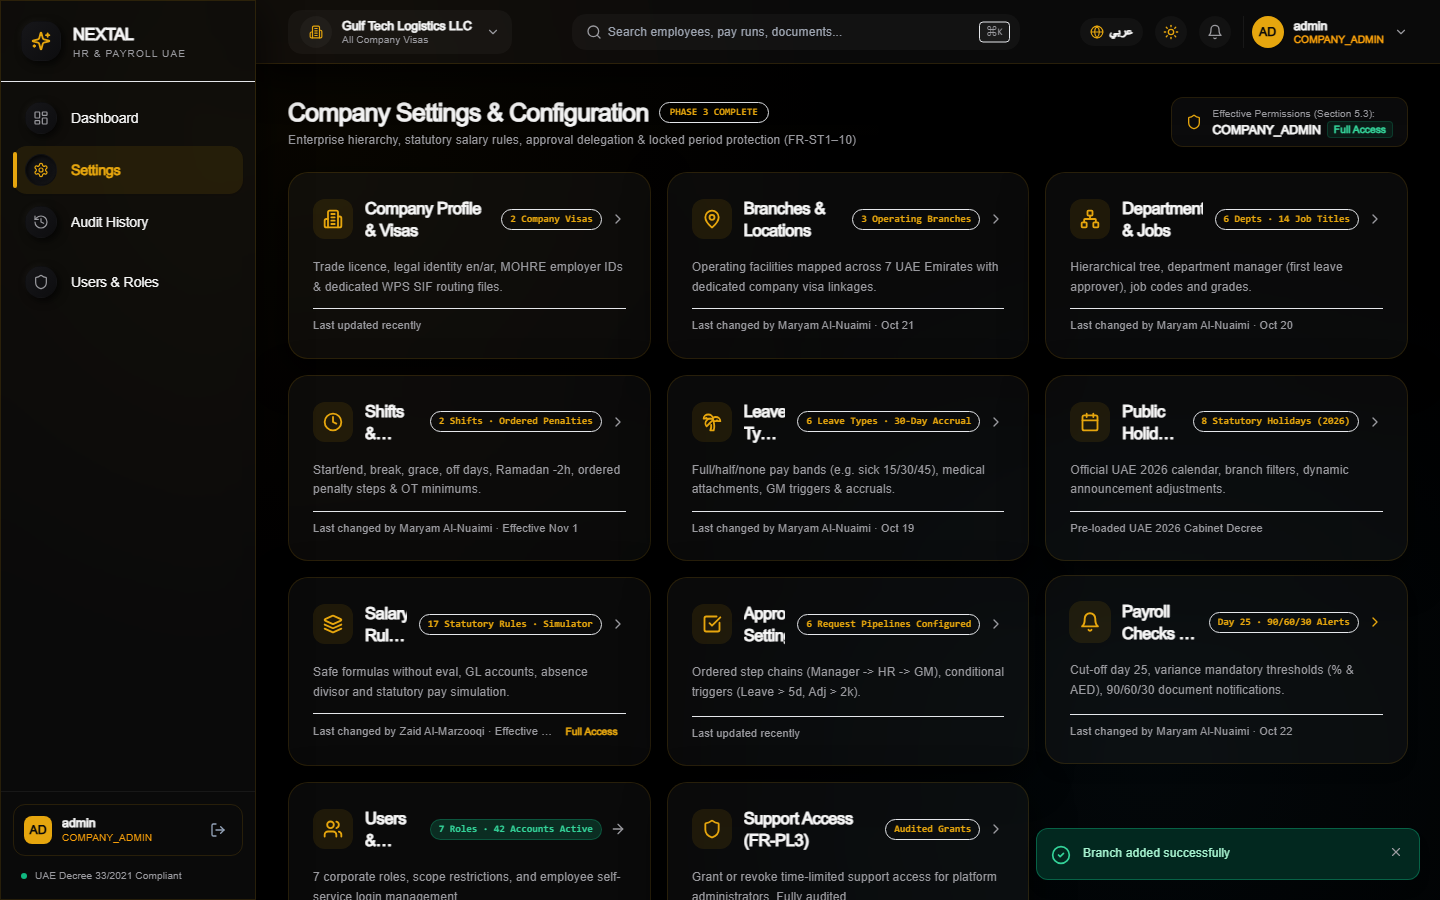 NEXTAL
HR & PAYROLL UAE
Gulf Tech Logistics LLC
All Company Visas
Search employees, pay runs, documents...
⌘K
عربي
AD
admin
COMPANY_ADMIN
Dashboard
Settings
Audit History
Users & Roles
AD
admin
COMPANY_ADMIN
UAE Decree 33/2021 Compliant
Company Settings & Configuration
PHASE 3 COMPLETE
Enterprise hierarchy, statutory salary rules, approval delegation & locked period protection (FR-ST1–10)
Effective Permissions (Section 5.3):
COMPANY_ADMIN
Full Access
Company Profile
& Visas
2 Company Visas
Trade licence, legal identity en/ar, MOHRE employer IDs
& dedicated WPS SIF routing files.
Last updated recently
Branches &
Locations
3 Operating Branches
Operating facilities mapped across 7 UAE Emirates with
dedicated company visa linkages.
Last changed by Maryam Al-Nuaimi · Oct 21
Department
& Jobs
6 Depts · 14 Job Titles
Hierarchical tree, department manager (first leave
approver), job codes and grades.
Last changed by Maryam Al-Nuaimi · Oct 20
Shifts
&...
2 Shifts · Ordered Penalties
Start/end, break, grace, off days, Ramadan -2h, ordered
penalty steps & OT minimums.
Last changed by Maryam Al-Nuaimi · Effective Nov 1
Leave
Ty...
6 Leave Types · 30-Day Accrual
Full/half/none pay bands (e.g. sick 15/30/45), medical
attachments, GM triggers & accruals.
Last changed by Maryam Al-Nuaimi · Oct 19
Public
Holid...
8 Statutory Holidays (2026)
Official UAE 2026 calendar, branch filters, dynamic
announcement adjustments.
Pre-loaded UAE 2026 Cabinet Decree
Salary
Rul...
17 Statutory Rules · Simulator
Safe formulas without eval, GL accounts, absence
divisor and statutory pay simulation.
Last changed by Zaid Al-Marzooqi · Effective ...
Full Access
Appro
Setting
6 Request Pipelines Configured
Ordered step chains (Manager -> HR -> GM), conditional
triggers (Leave > 5d, Adj > 2k).
Last updated recently
Payroll
Checks ...
Day 25 · 90/60/30 Alerts
Cut-off day 25, variance mandatory thresholds (% &
AED), 90/60/30 document notifications.
Last changed by Maryam Al-Nuaimi · Oct 22
Users
&...
7 Roles · 42 Accounts Active
7 corporate roles, scope restrictions, and employee self-
service login management.
Support Access
(FR-PL3)
Audited Grants
Grant or revoke time-limited support access for platform
administrators. Fully audited.
Branch added successfully